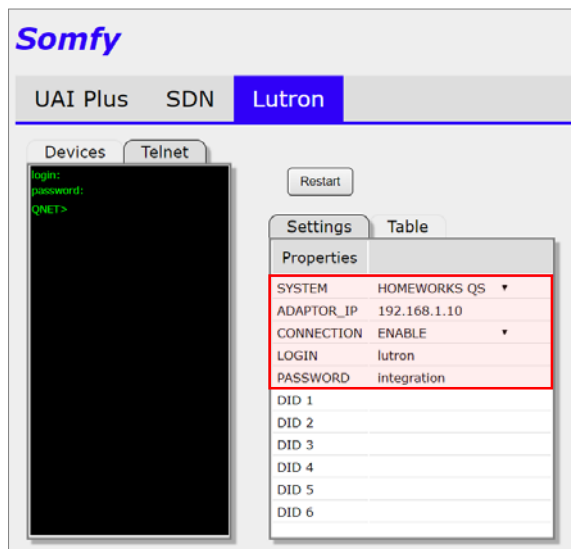 Somfy
UAI Plus SDN Lutron
Devices Telnet
login:
password:
QNET>
Restart
Settings Table
Properties
SYSTEM HOMEWORKS QS
ADAPTOR_IP 192.168.1.10
CONNECTION ENABLE
LOGIN lutron
PASSWORD integration
DID 1
DID 2
DID 3
DID 4
DID 5
DID 6